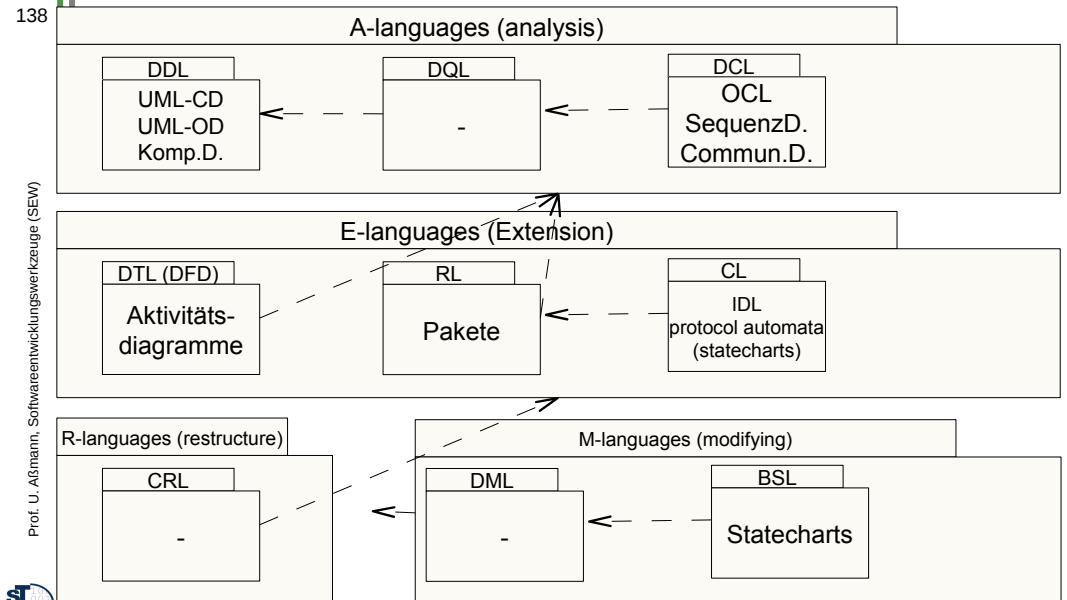 138
A-languages (analysis)
DDL
UML-CD
UML-OD
Komp.D.
DQL
-
DCL
OCL
SequenzD.
Commun.D.
E-languages (Extension)
DTL (DFD)
Aktivitäts-
diagramme
RL
Pakete
CL
IDL
protocol automata
(statecharts)
R-languages (restructure)
CRL
-
M-languages (modifying)
DML
-
BSL
Statecharts
Prof. U. Aßmann, Softwareentwicklungswerkzeuge (SEW)
ST